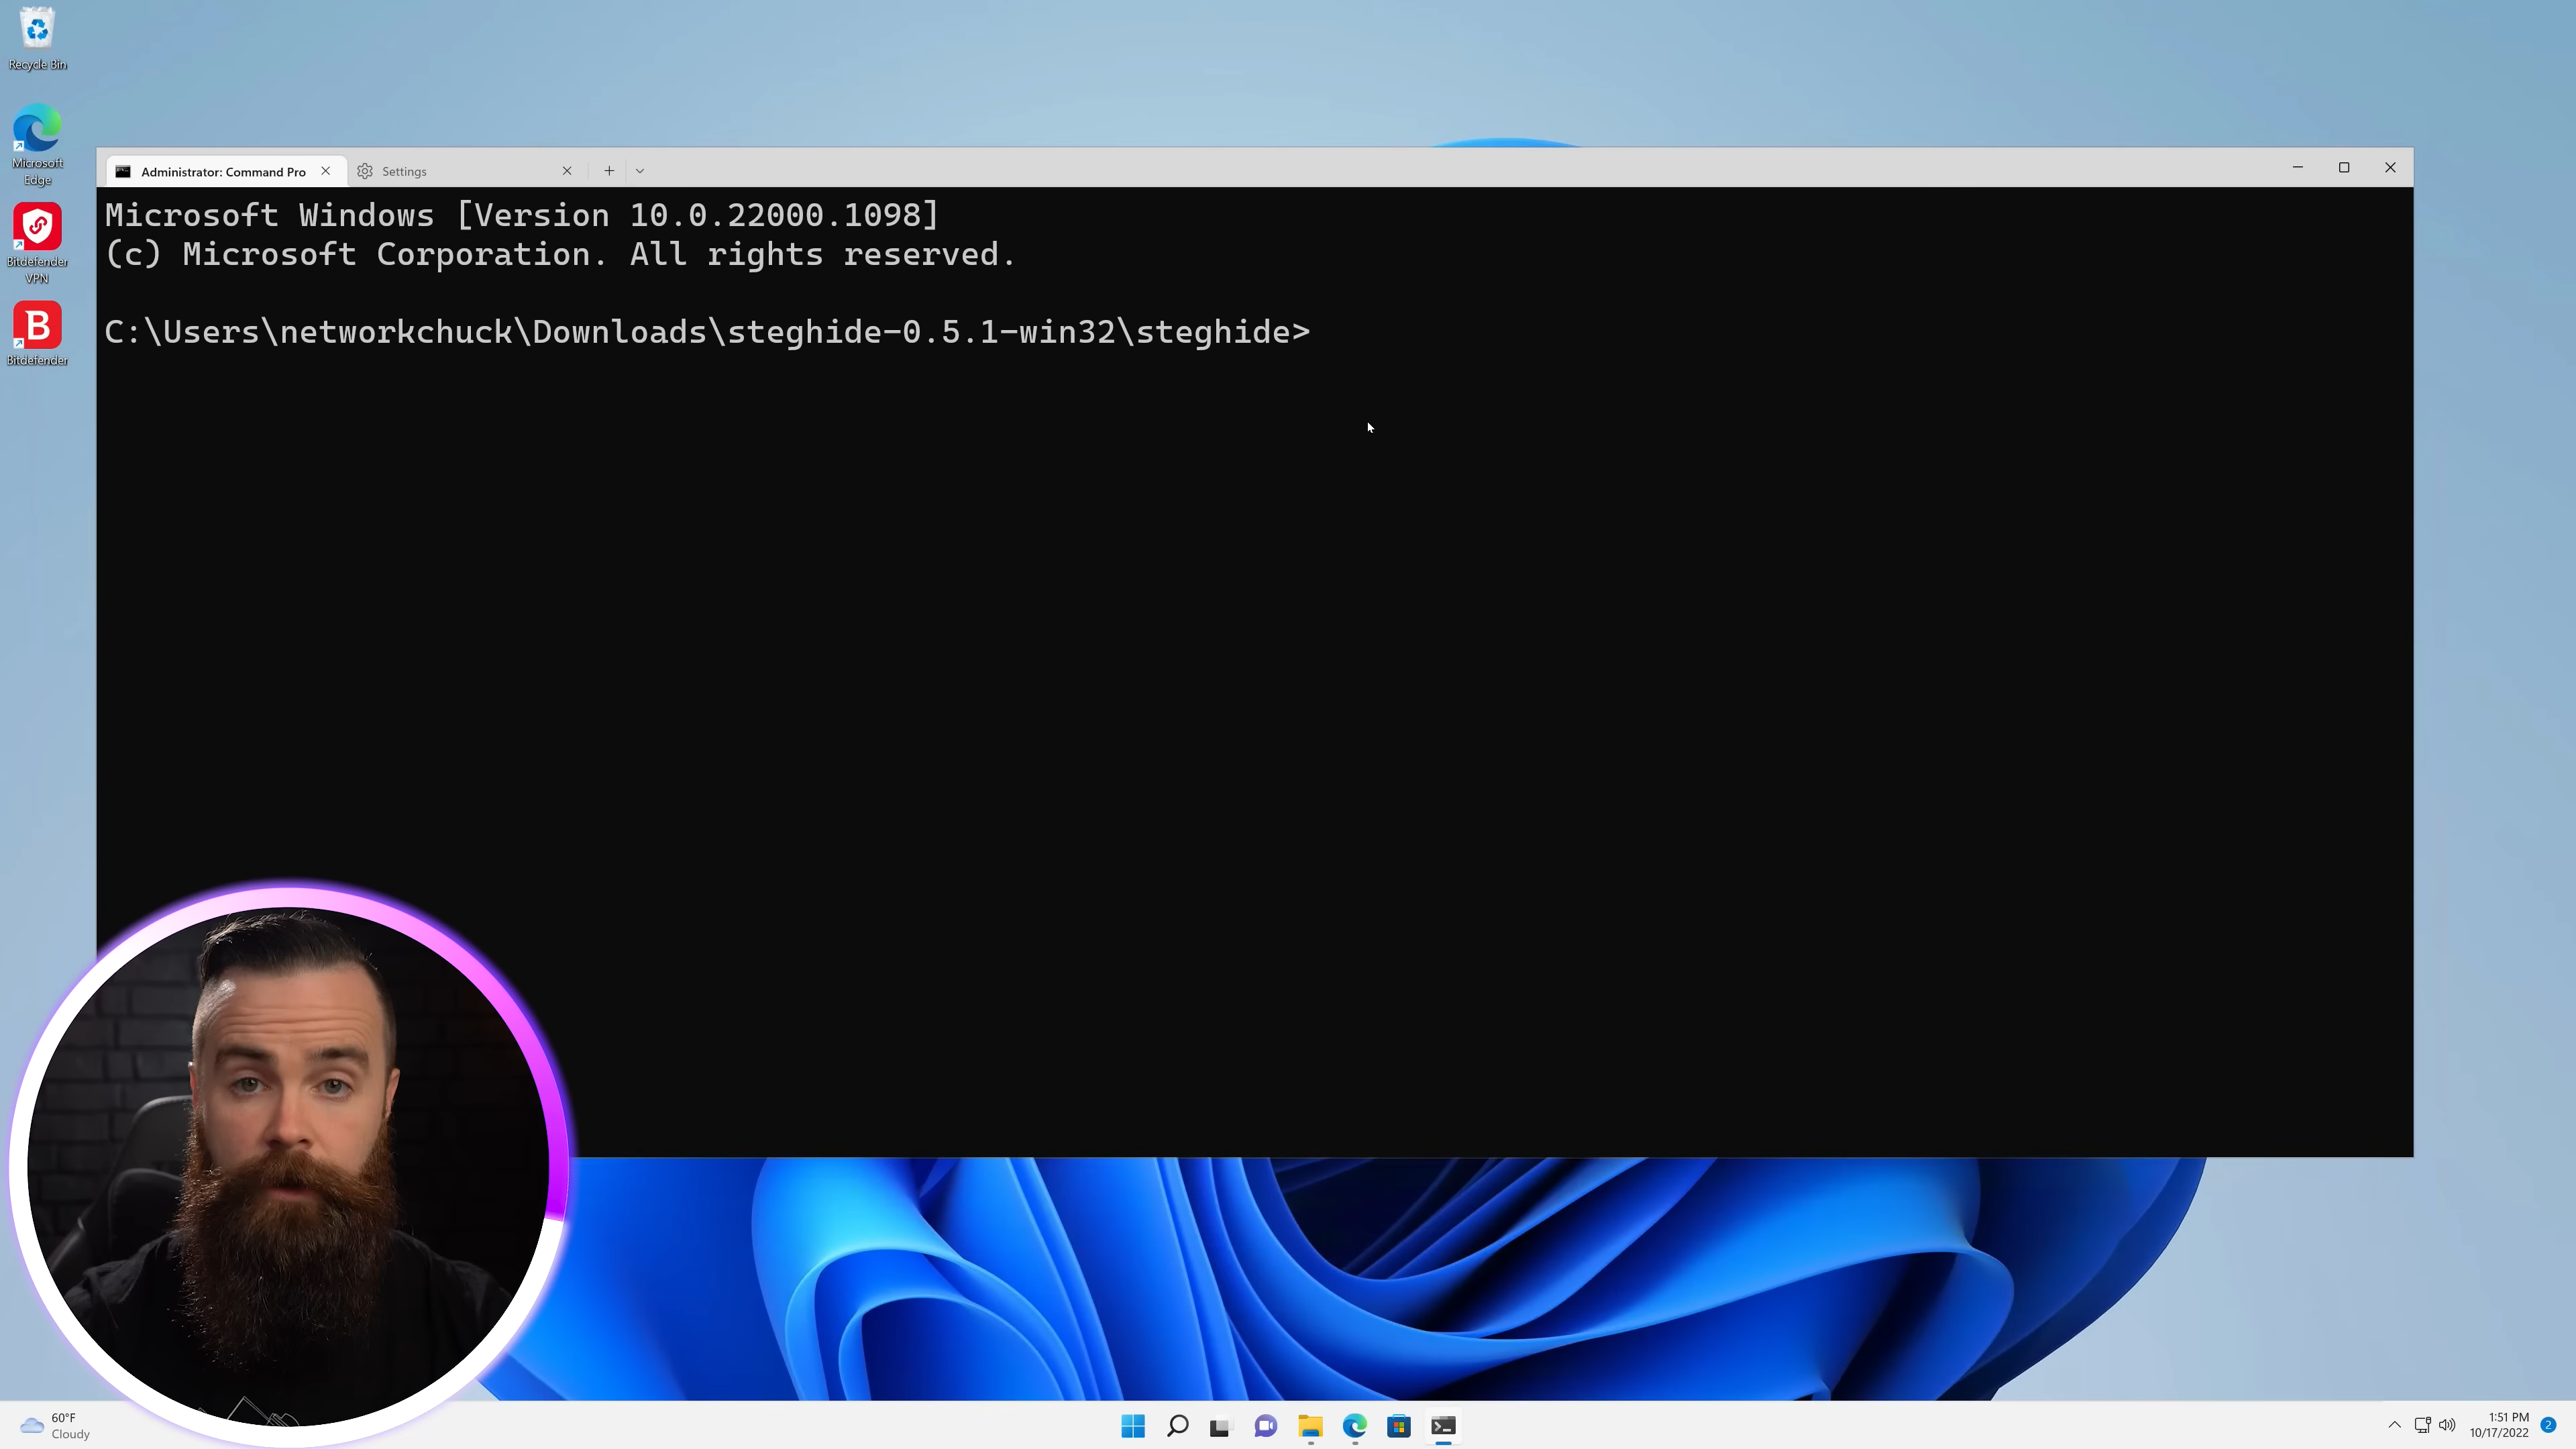 Recycle Bin
Microsoft
Edge
Bitdefender
VPN
Bitdefender
Administrator: Command Pro
Settings
Microsoft Windows [Version 10.0.22000.1098]
(c) Microsoft Corporation. All rights reserved.
C:\Users\networkchuck\Downloads\steghide-0.5.1-win32\steghide>
60°F
Cloudy
1:51 PM
10/17/2022
2